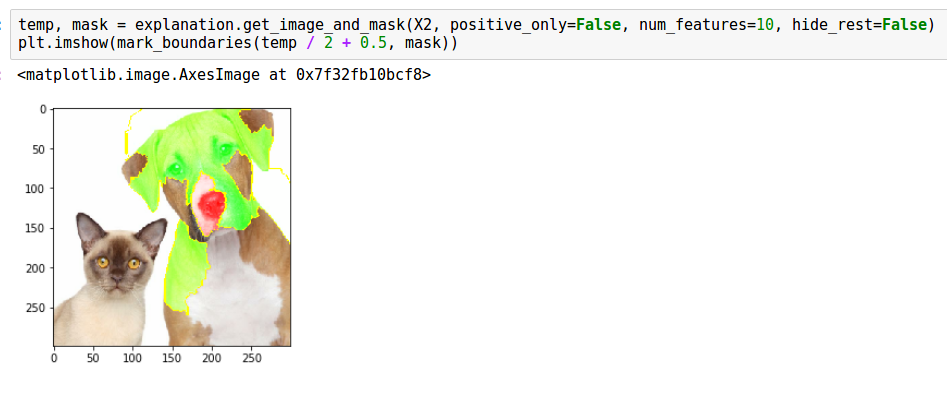 temp, mask = explanation.get_image_and_mask(X2, positive_only=False, num_features=10, hide_rest=False)
plt.imshow(mark_boundaries(temp / 2 + 0.5, mask))
<matplotlib.image.AxesImage at 0x7f32fb10bcf8>
0
50
100
150
200
250
0 50 100 150 200 250